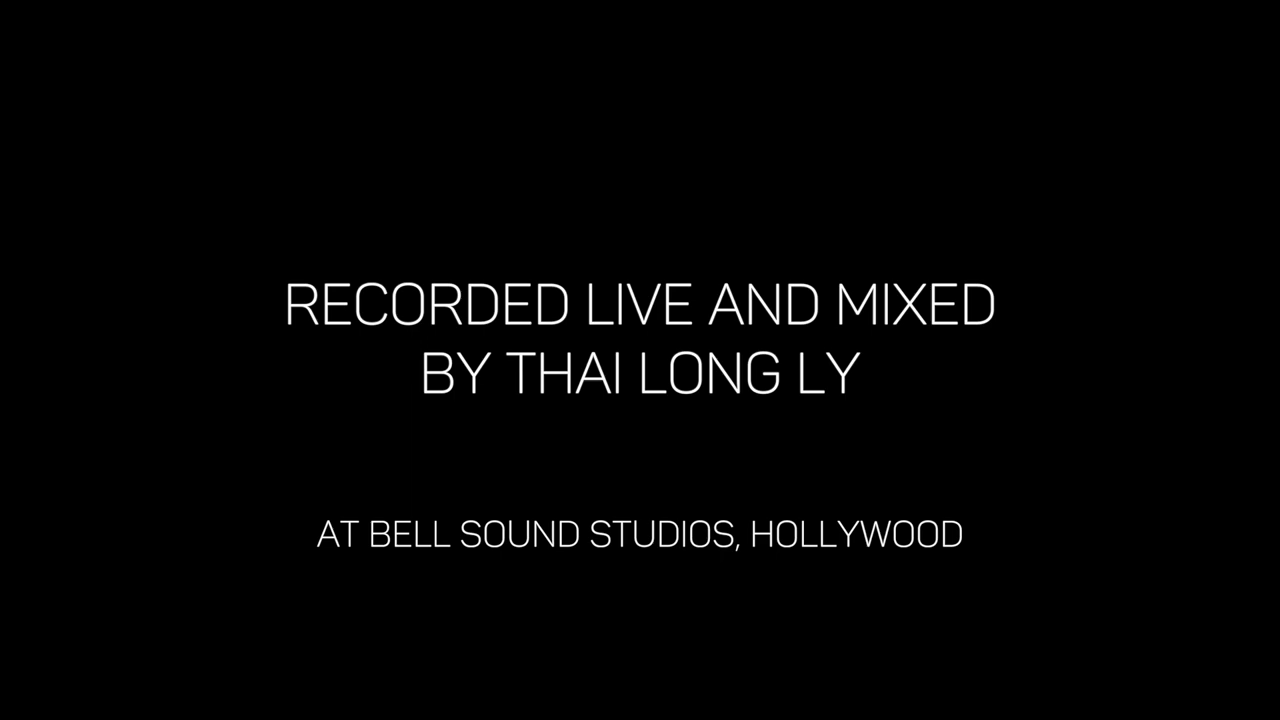 RECORDED LIVE AND MIXED
BY THAI LONG LY
AT BELL SOUND STUDIOS, HOLLYWOOD